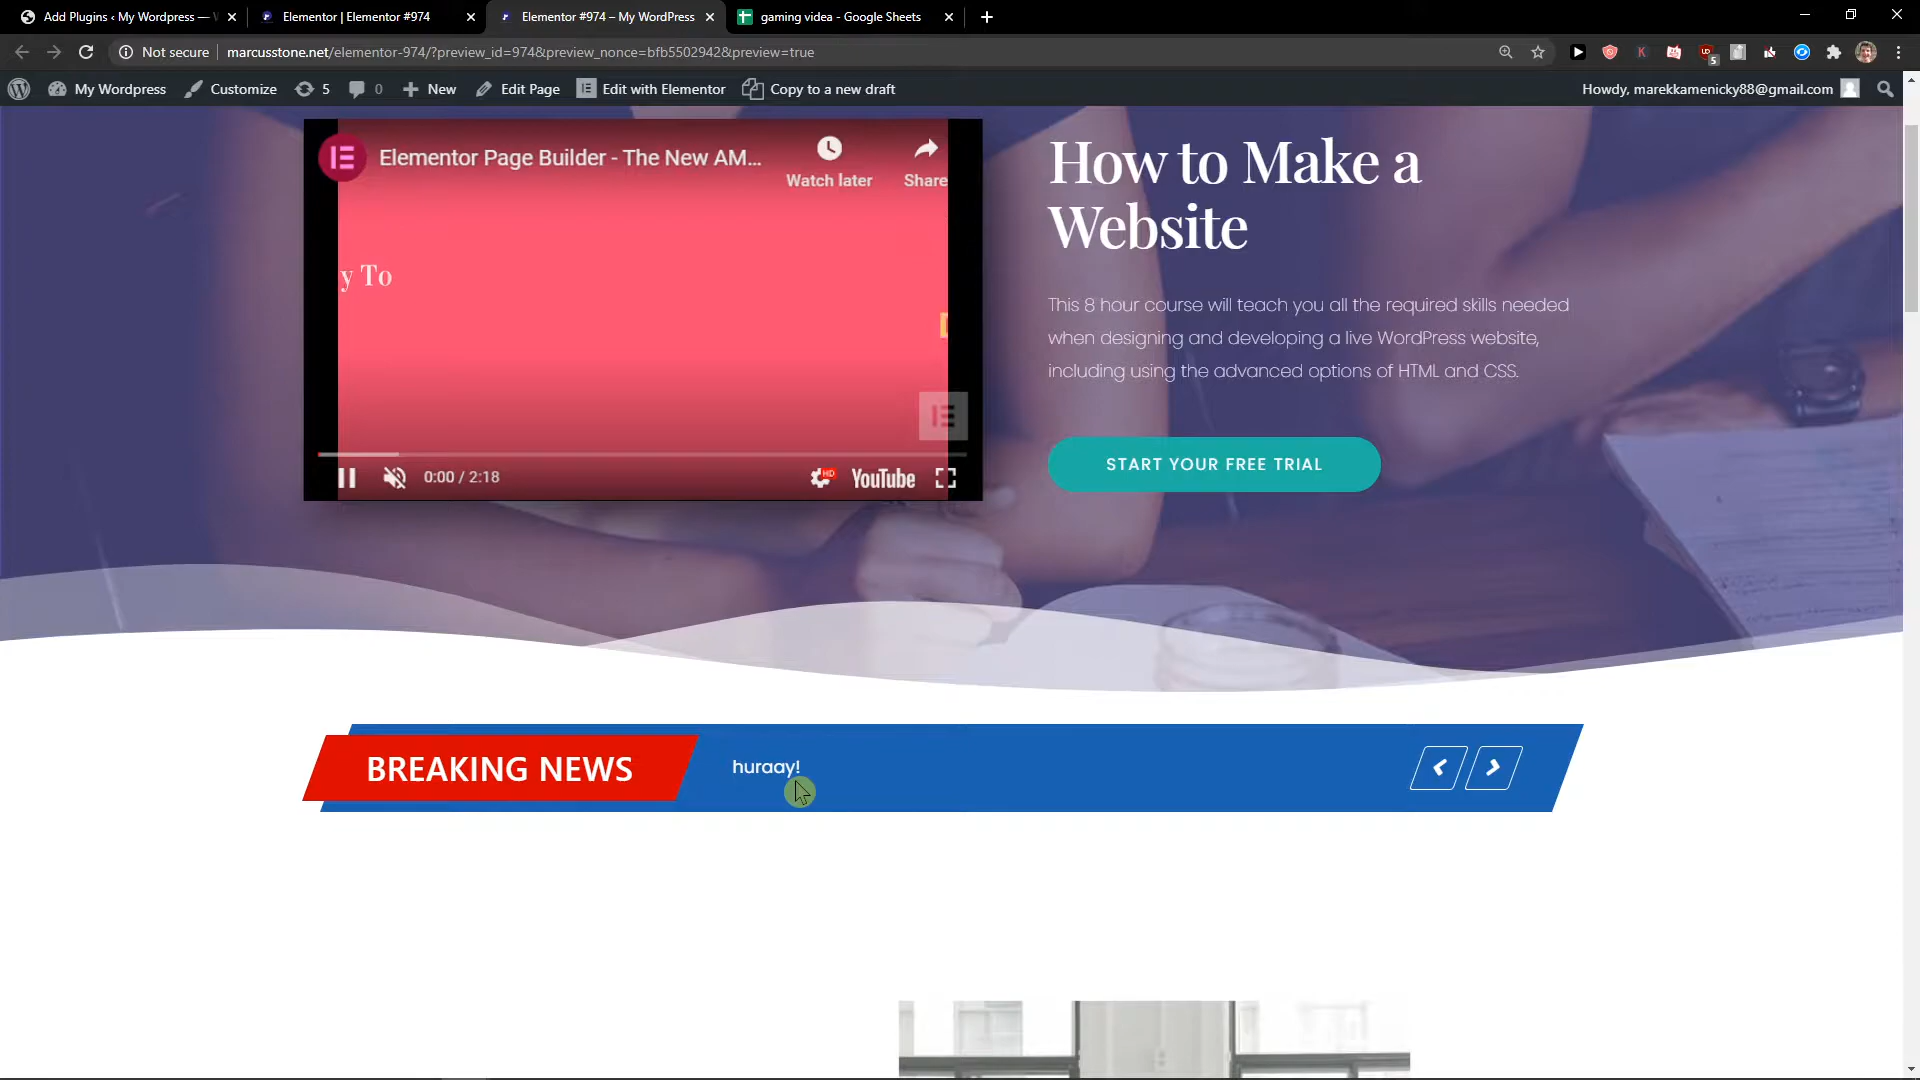 Add Plugins ‹ My Wordpress —
Elementor | Elementor #974
Elementor #974 – My WordPress
gaming videa - Google Sheets
Not secure
marcusstone.net/elementor-974/?preview_id=974&preview_nonce=bfb5502942&preview=true
5
My Wordpress
Customize
5
0
New
Edit Page
Edit with Elementor
Copy to a new draft
Howdy, marekkamenicky88@gmail.com
Elementor Page Builder - The New AM...
Watch later
Share
y To
0:00 / 2:18
HD
YouTube
How to Make a
Website
This 8 hour course will teach you all the required skills needed
when designing and developing a live WordPress website,
including using the advanced options of HTML and CSS.
START YOUR FREE TRIAL
BREAKING NEWS
huraay!